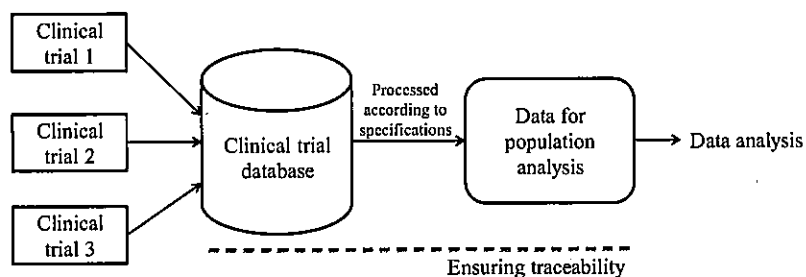 Clinical
trial 1
Clinical
trial 2
Clinical
trial 3
Clinical trial
database
Processed
according to
specifications
Data for
population
analysis
Data analysis
Ensuring traceability